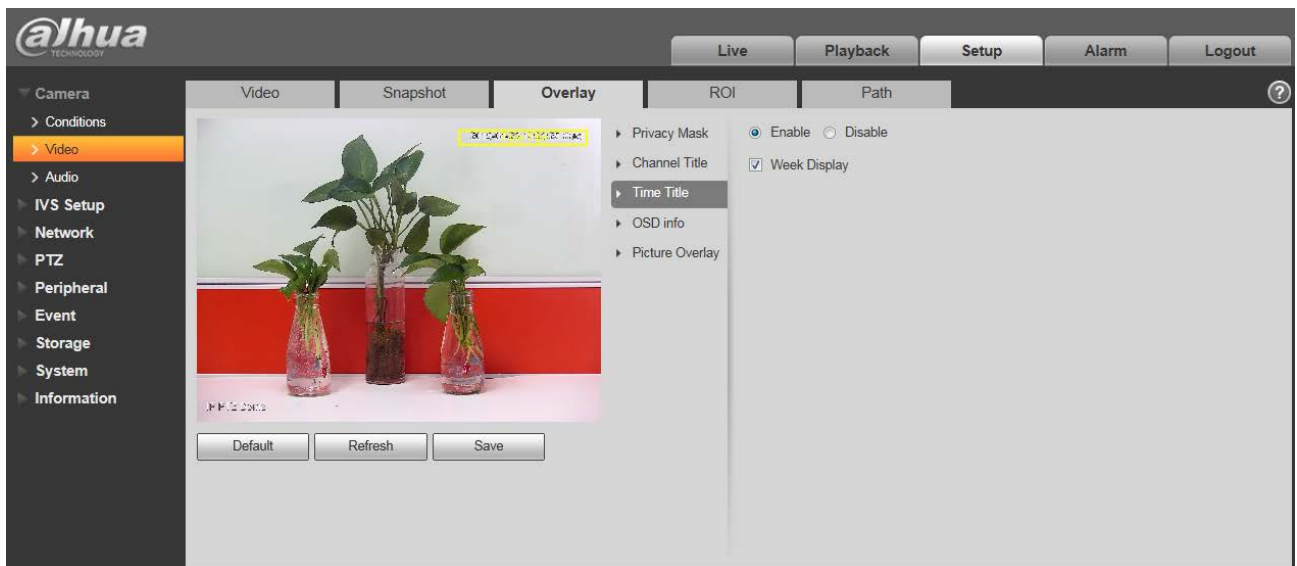 alhua
TECHNOLOGY
Live
Playback
Setup
Alarm
Logout
Camera
Conditions
Video
Audio
IVS Setup
Network
PTZ
Peripheral
Event
Storage
System
Information
Video
Snapshot
Overlay
ROI
Path
?
Privacy Mask
Channel Title
Time Title
OSD info
Picture Overlay
Enable
Disable
Week Display
Default
Refresh
Save